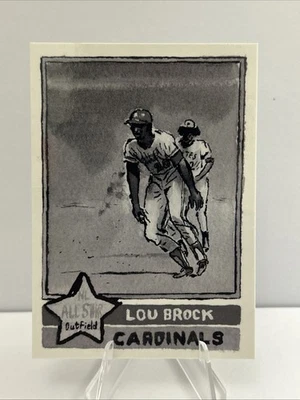 NL
ALL STAR
Outfield
LOU BROCK
CARDINALS